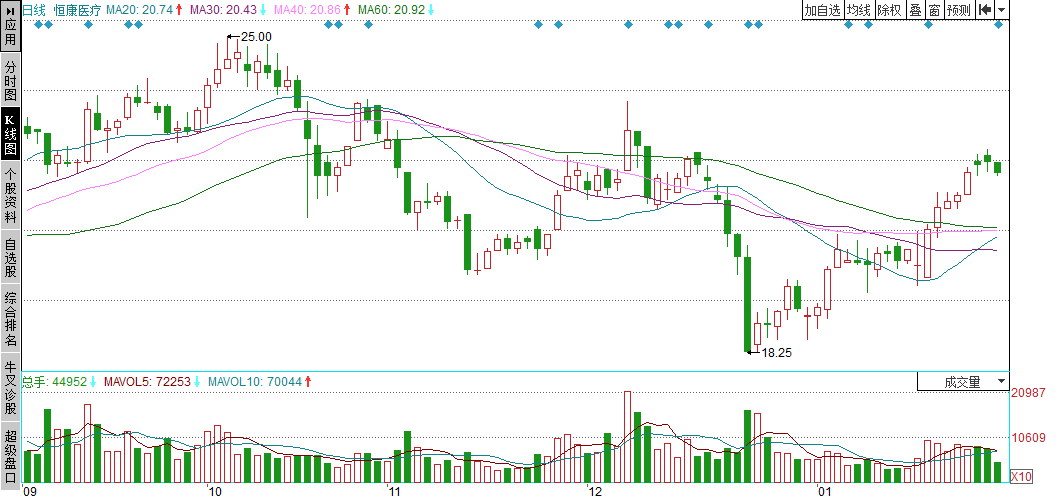 日线 恒康医疗 MA20: 20.74 MA30: 20.43 MA40: 20.86 MA60: 20.92
加自选 均线 除权 叠 窗 预测
应用
分时图
K线图
个股资料
自选股
综合排名
牛叉诊股
超级盘口
25.00
18.25
总手: 44952 MAVOL5: 72253 MAVOL10: 70044
成交量
20987
10609
X10
09 10 11 12 01